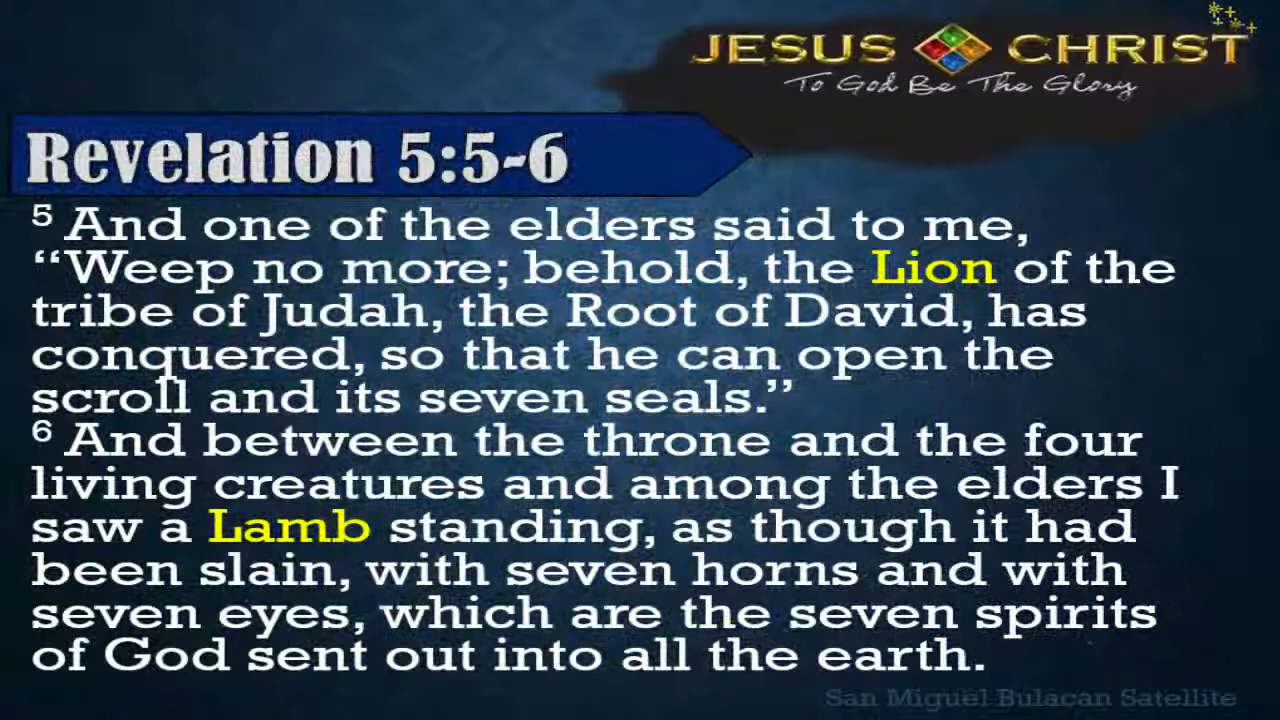 JESUS CHRIST
To God Be The Glory
Revelation 5:5-6
5 And one of the elders said to me,
“Weep no more; behold, the Lion of the
tribe of Judah, the Root of David, has
conquered, so that he can open the
scroll and its seven seals.”
6 And between the throne and the four
living creatures and among the elders I
saw a Lamb standing, as though it had
been slain, with seven horns and with
seven eyes, which are the seven spirits
of God sent out into all the earth.
San Miguel Bulacan Satellite